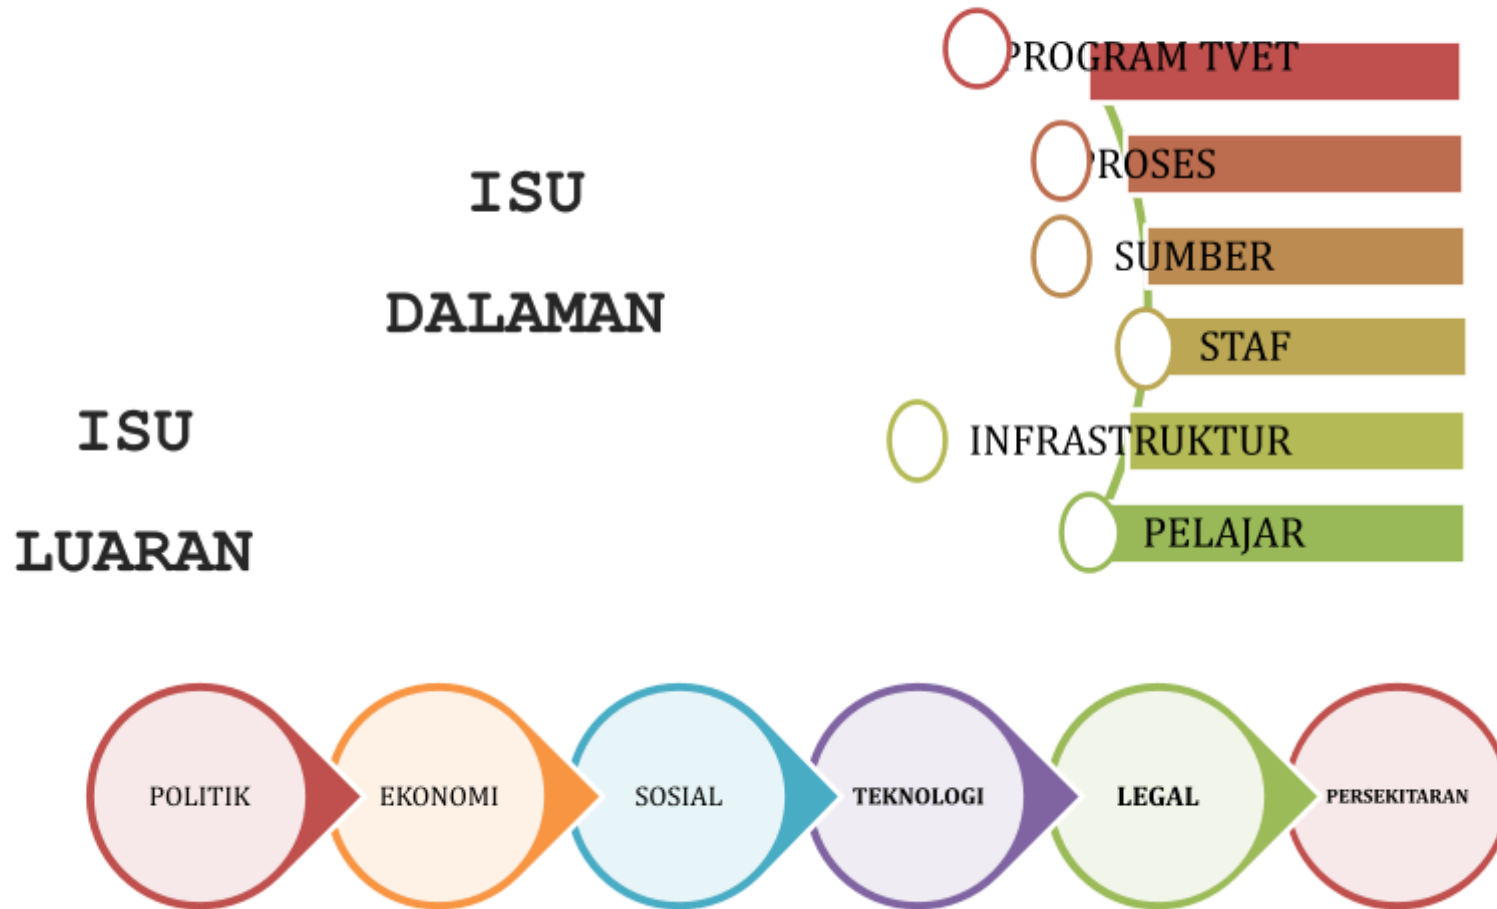 PROGRAM TVET
PROSES
ISU
DALAMAN
SUMBER
STAF
ISU
LUARAN
INFRASTRUKTUR
PELAJAR
POLITIK
EKONOMI
SOSIAL
TEKNOLOGI
LEGAL
PERSEKITARAN